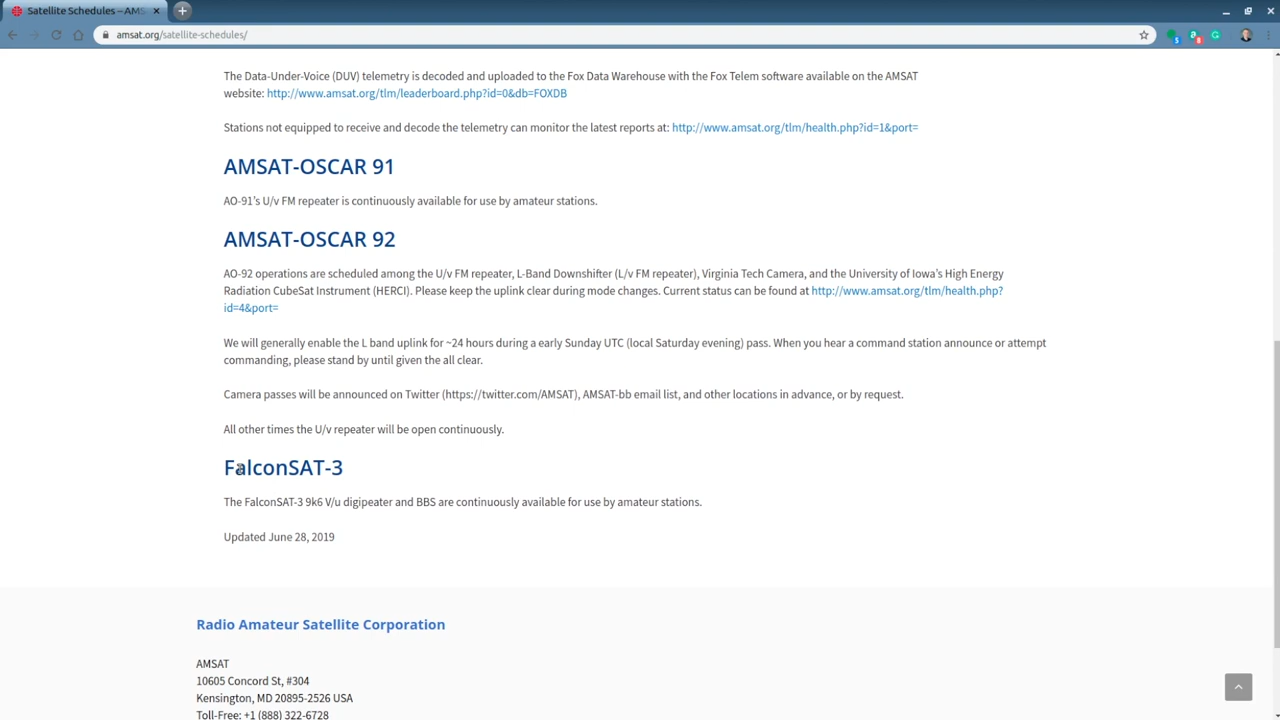 Satellite Schedules – AMS
amsat.org/satellite-schedules/
The Data-Under-Voice (DUV) telemetry is decoded and uploaded to the Fox Data Warehouse with the Fox Telem software available on the AMSAT
website: http://www.amsat.org/tlm/leaderboard.php?id=0&db=FOXDB
Stations not equipped to receive and decode the telemetry can monitor the latest reports at: http://www.amsat.org/tlm/health.php?id=1&port=
AMSAT-OSCAR 91
AO-91's U/v FM repeater is continuously available for use by amateur stations.
AMSAT-OSCAR 92
AO-92 operations are scheduled among the U/v FM repeater, L-Band Downshifter (L/v FM repeater), Virginia Tech Camera, and the University of Iowa's High Energy
Radiation CubeSat Instrument (HERCI). Please keep the uplink clear during mode changes. Current status can be found at http://www.amsat.org/tlm/health.php?
id=4&port=
We will generally enable the L band uplink for ~24 hours during a early Sunday UTC (local Saturday evening) pass. When you hear a command station announce or attempt
commanding, please stand by until given the all clear.
Camera passes will be announced on Twitter (https://twitter.com/AMSAT), AMSAT-bb email list, and other locations in advance, or by request.
All other times the U/v repeater will be open continuously.
FalconSAT-3
The FalconSAT-3 9k6 V/u digipeater and BBS are continuously available for use by amateur stations.
Updated June 28, 2019
Radio Amateur Satellite Corporation
AMSAT
10605 Concord St, #304
Kensington, MD 20895-2526 USA
Toll-Free: +1 (888) 322-6728